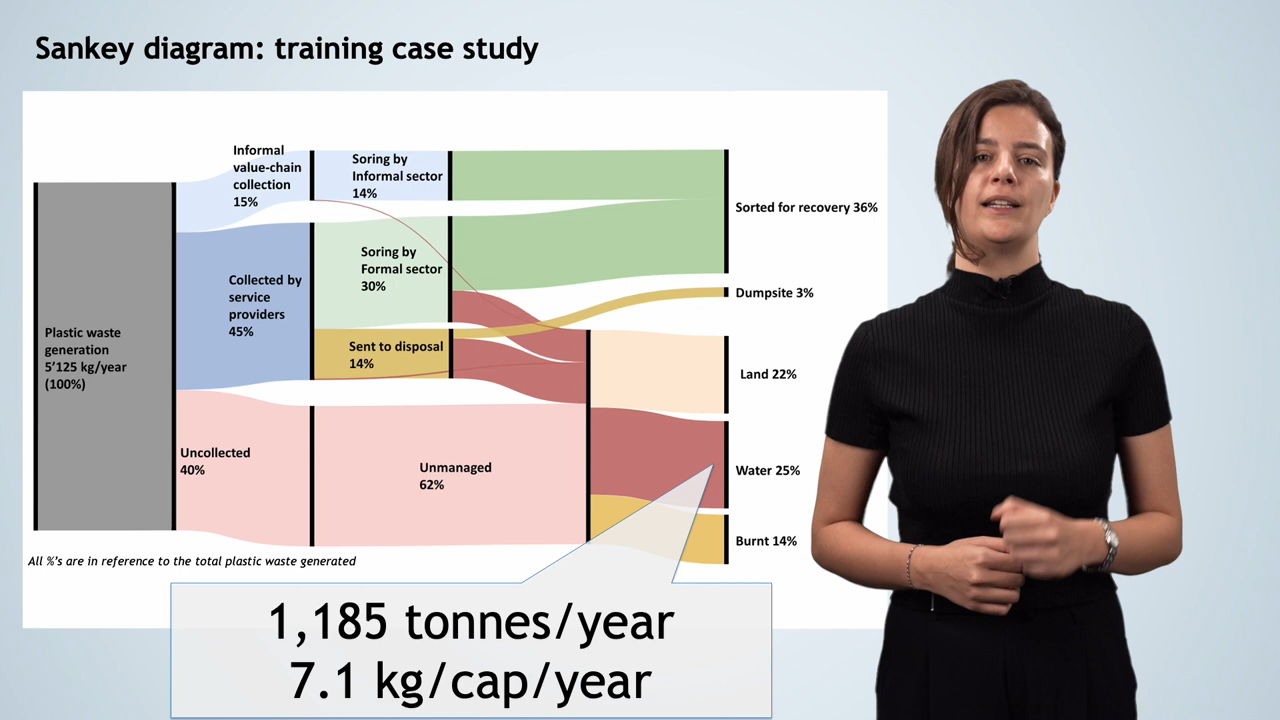 Sankey diagram: training case study
Informal
value-chain
collection
15%
Soring by
Informal sector
14%
Sorted for recovery 36%
Soring by
Formal sector
30%
Collected by
service
providers
45%
Dumpsite 3%
Plastic waste
generation
5'125 kg/year
(100%)
Sent to disposal
14%
Land 22%
Uncollected
40%
Unmanaged
62%
Water 25%
Burnt 14%
All %'s are in reference to the total plastic waste generated
1,185 tonnes/year
7.1 kg/cap/year